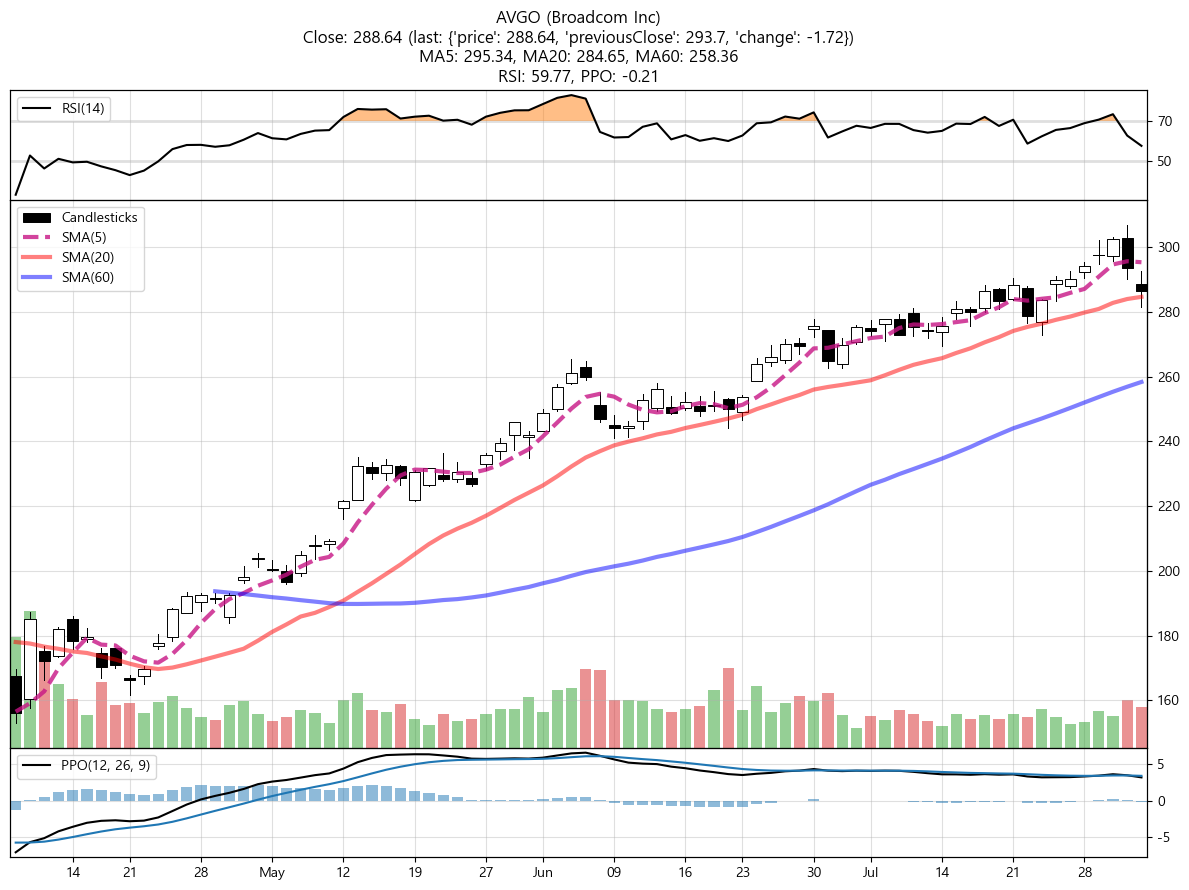 AVGO (Broadcom Inc)
Close: 288.64 (last: {'price': 288.64, 'previousClose': 293.7, 'change': -1.72})
MA5: 295.34, MA20: 284.65, MA60: 258.36
RSI: 59.77, PPO: -0.21
RSI(14)
70
50
Candlesticks
SMA(5)
SMA(20)
SMA(60)
300
280
260
240
220
200
180
160
PPO(12, 26, 9)
5
0
-5
14 21 28 May 12 19 27 Jun 09 16 23 30 Jul 14 21 28